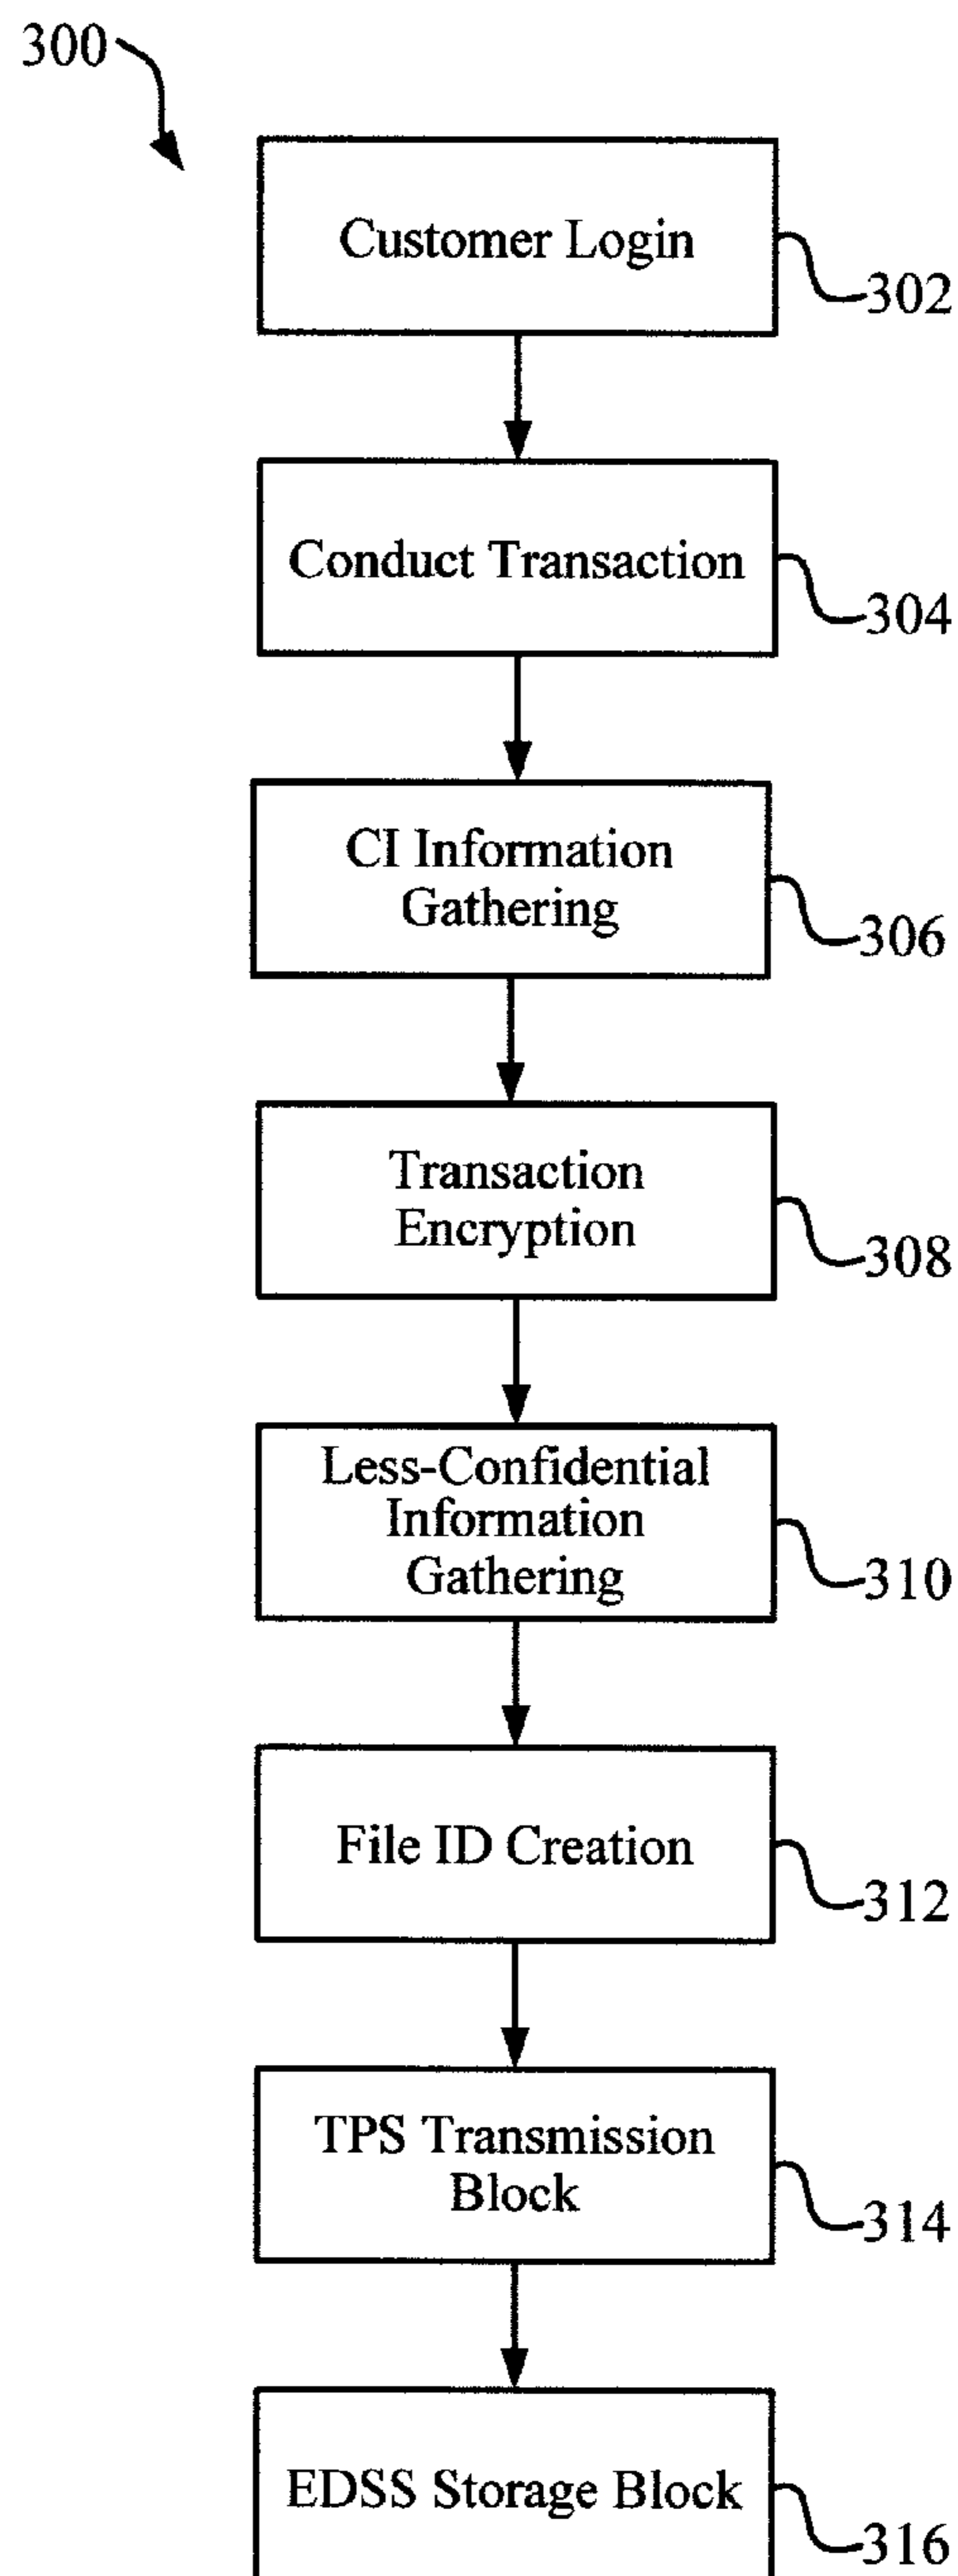 300
Customer Login
302
Conduct Transaction
304
CI Information
Gathering
306
Transaction
Encryption
308
Less-Confidential
Information
Gathering
310
File ID Creation
312
TPS Transmission
Block
314
EDSS Storage Block
316